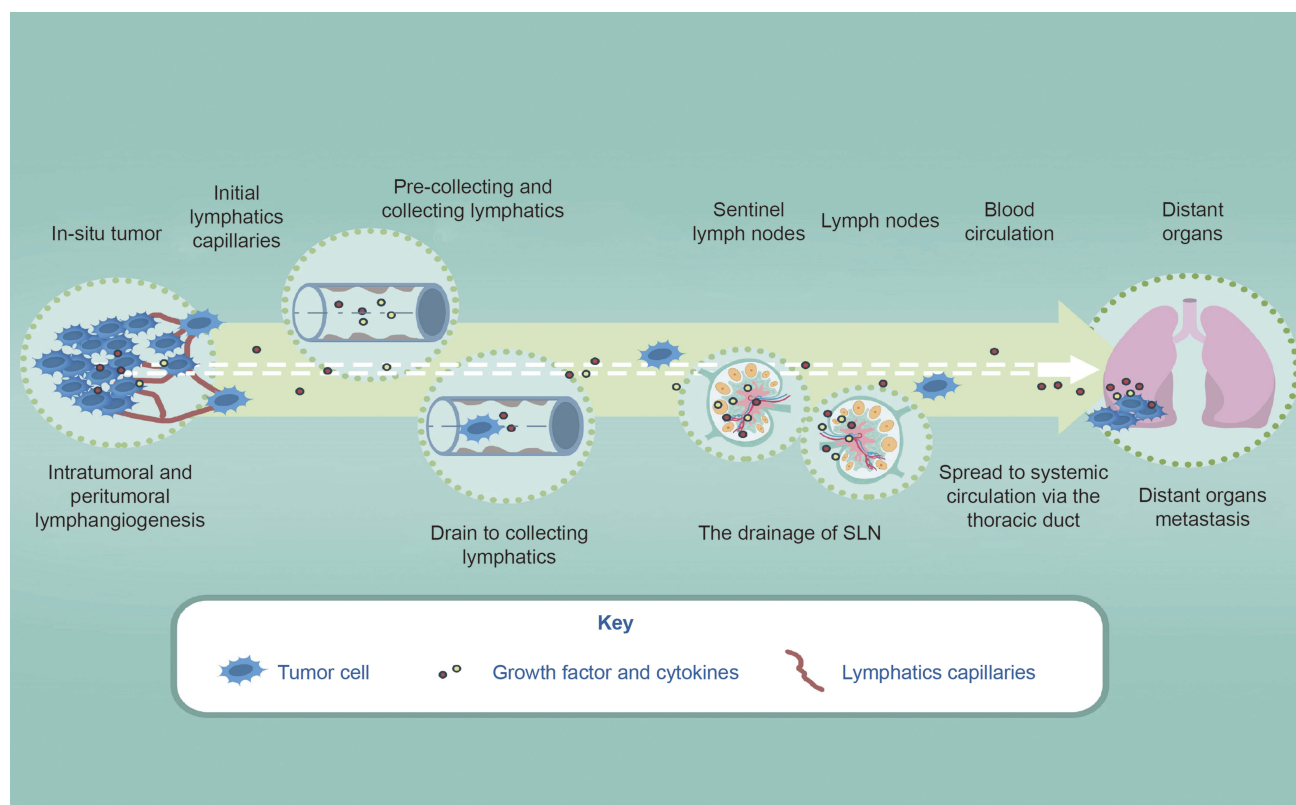 In-situ tumor
Initial
lymphatics
capillaries
Pre-collecting and
collecting lymphatics
Sentinel
lymph nodes
Lymph nodes
Blood
circulation
Distant
organs
Intratumoral and
peritumoral
lymphangiogenesis
Drain to collecting
lymphatics
The drainage of SLN
Spread to systemic
circulation via the
thoracic duct
Distant organs
metastasis
Key
Tumor cell
Growth factor and cytokines
Lymphatics capillaries